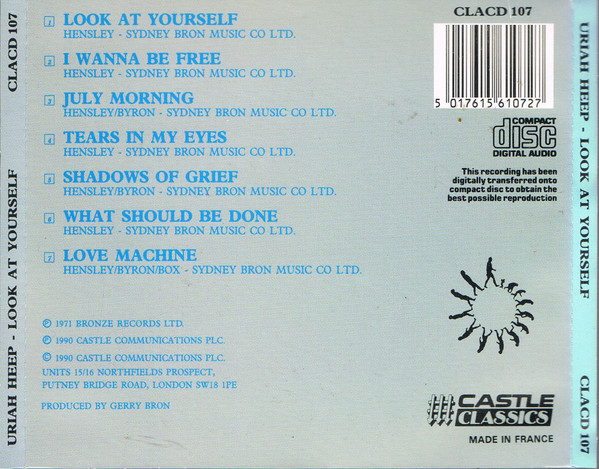 CLACD 107
URIAH HEEP - LOOK AT YOURSELF
1 LOOK AT YOURSELF
HENSLEY - SYDNEY BRON MUSIC CO LTD.
2 I WANNA BE FREE
HENSLEY - SYDNEY BRON MUSIC CO LTD.
3 JULY MORNING
HENSLEY/BYRON - SYDNEY BRON MUSIC CO LTD.
4 TEARS IN MY EYES
HENSLEY - SYDNEY BRON MUSIC CO LTD.
5 SHADOWS OF GRIEF
HENSLEY/BYRON - SYDNEY BRON MUSIC CO LTD.
6 WHAT SHOULD BE DONE
HENSLEY - SYDNEY BRON MUSIC CO LTD.
7 LOVE MACHINE
HENSLEY/BYRON/BOX - SYDNEY BRON MUSIC CO LTD.
℗ 1971 BRONZE RECORDS LTD.
℗ 1990 CASTLE COMMUNICATIONS PLC.
© 1990 CASTLE COMMUNICATIONS PLC.
UNITS 15/16 NORTHFIELDS PROSPECT,
PUTNEY BRIDGE ROAD, LONDON SW18 1PE
PRODUCED BY GERRY BRON
CLACD 107
5 017615 610727
COMPACT
disc
DIGITAL AUDIO
This recording has been
digitally transferred onto
compact disc to obtain the
best possible reproduction
CASTLE
CLASSICS
MADE IN FRANCE
URIAH HEEP - LOOK AT YOURSELF
CLACD 107